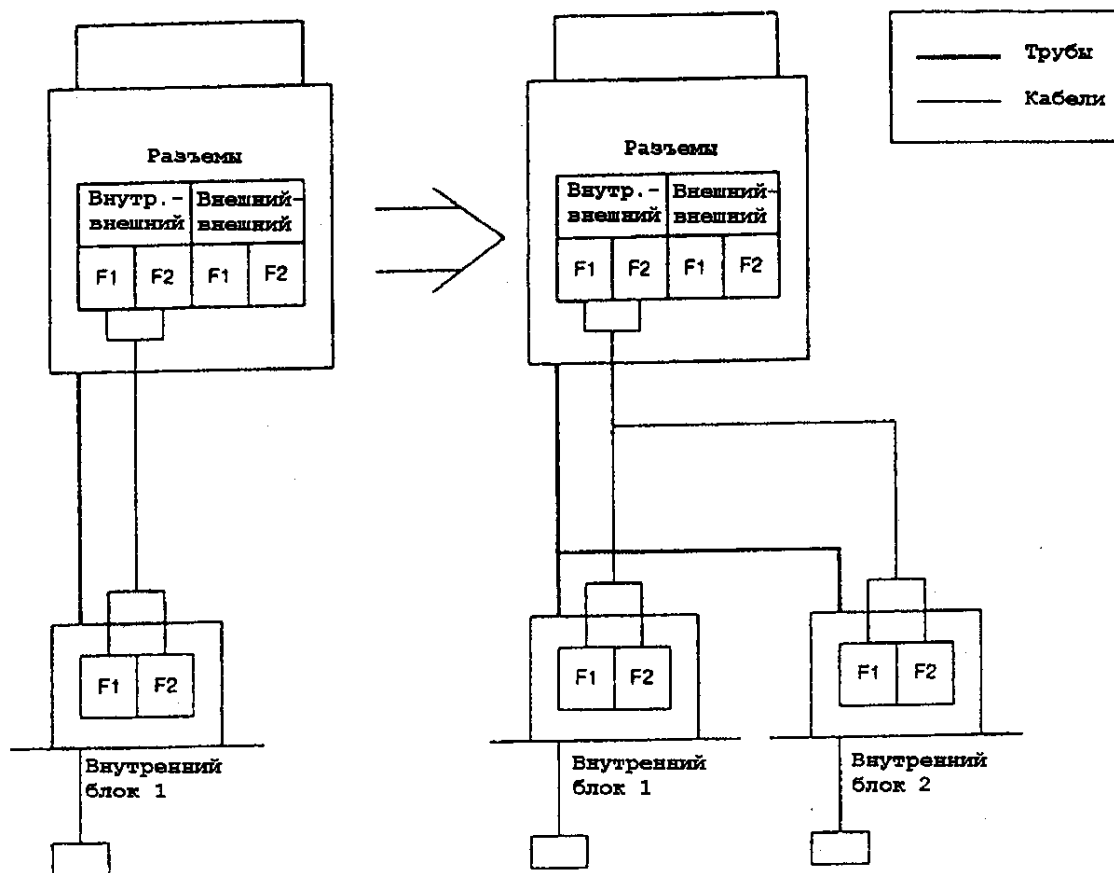 Трубы
Кабели
Разъемы
Внутр.-
внешний
Внешний-
внешний
F1
F2
F1
F2
Разъемы
Внутр.-
внешний
Внешний-
внешний
F1
F2
F1
F2
F1
F2
Внутренний
блок 1
F1
F2
Внутренний
блок 1
F1
F2
Внутренний
блок 2